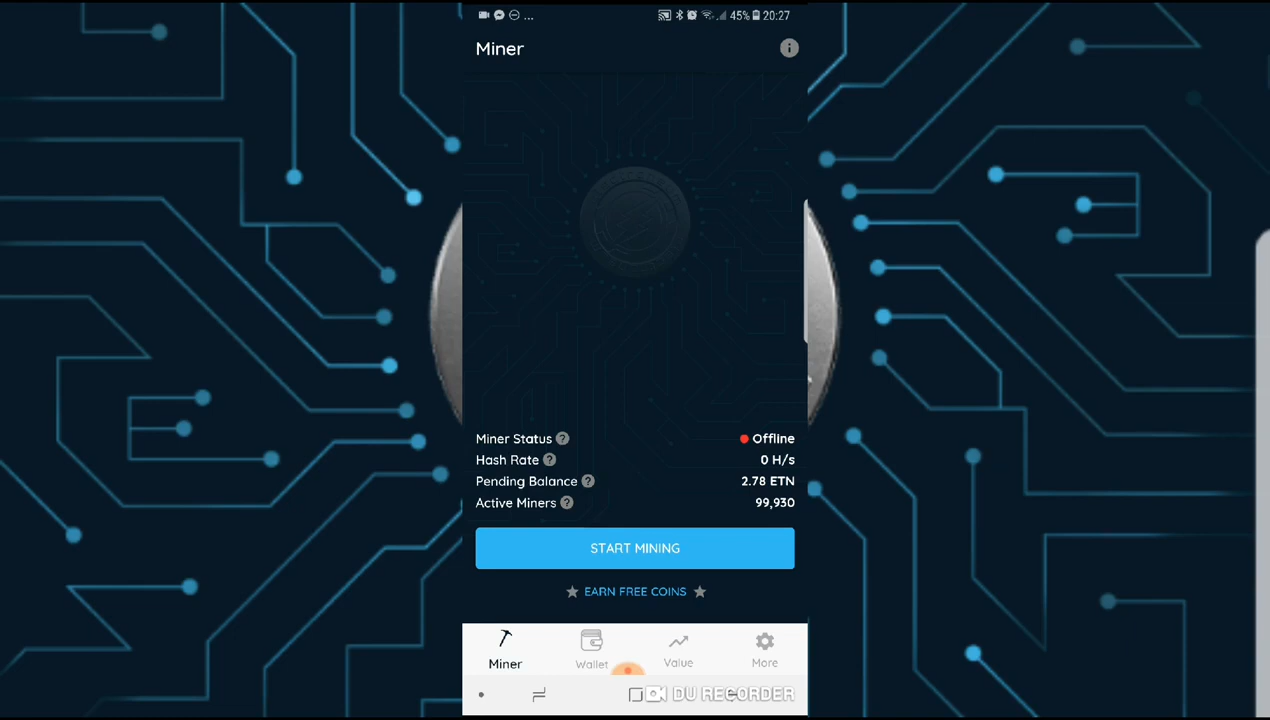 ... 45% 20:27
Miner
Miner Status ? Offline
Hash Rate ? 0 H/s
Pending Balance ? 2.78 ETN
Active Miners ? 99,930
START MINING
EARN FREE COINS
Miner Wallet Value More
DU RECORDER